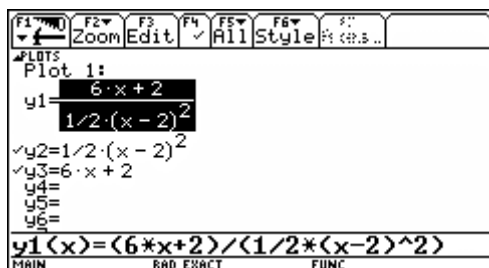 F1 F2 F3 F4 F5 F6
Zoom Edit ✓ All Style
PLOTS
Plot 1:
y1= 6·x + 2
1/2·(x - 2)2
✓y2=1/2·(x - 2)2
✓y3=6·x + 2
y4=
y5=
y6=
y1(x)=(6*x+2)/(1/2*(x-2)^2)
MAIN RAD EXACT FUNC